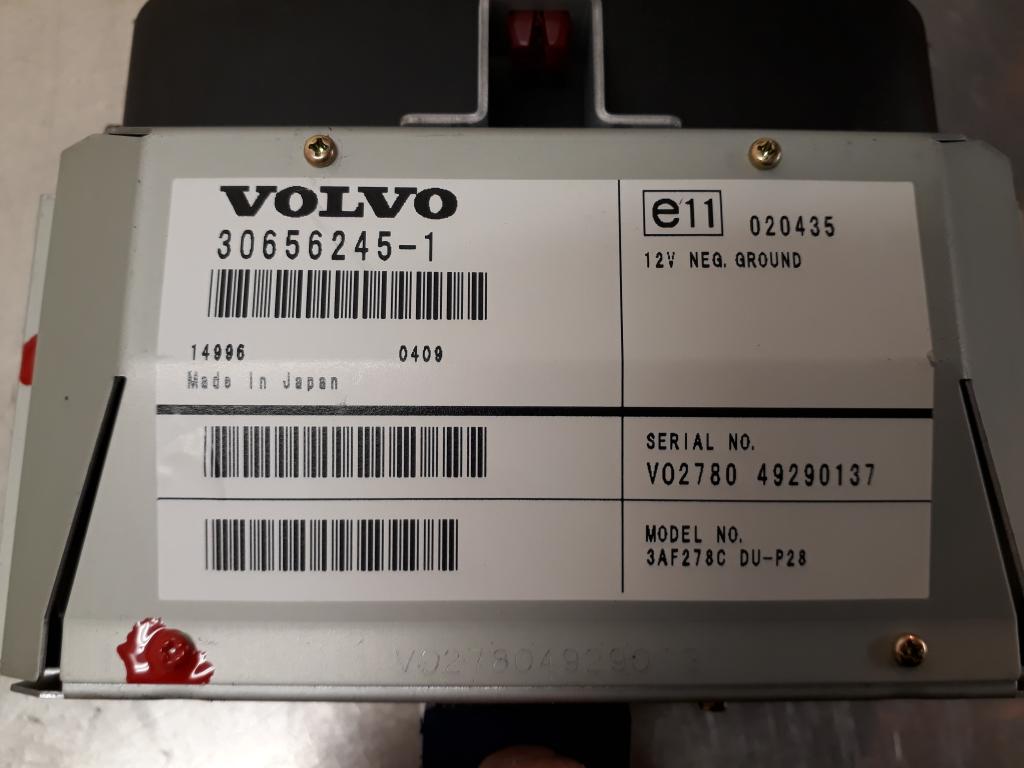 VOLVO
30656245-1
14996 0409
Made in Japan
e11 020435
12V NEG. GROUND
SERIAL NO.
VO2780 49290137
MODEL NO.
3AF278C DU-P28